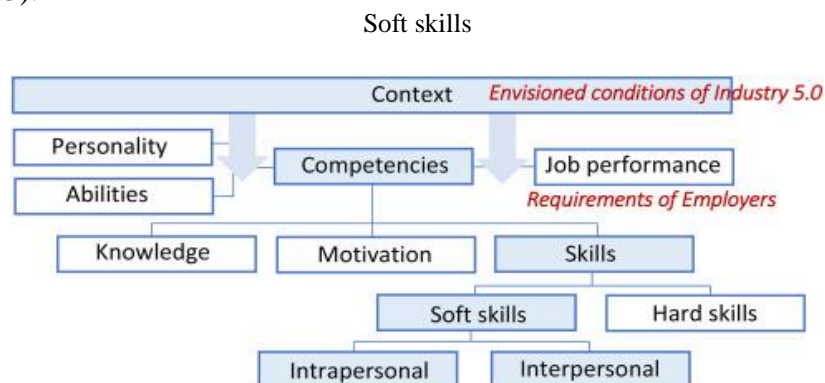 Soft skills
Context
Envisioned conditions of Industry 5.0
Personality
Abilities
Competencies
Job performance
Requirements of Employers
Knowledge
Motivation
Skills
Soft skills
Hard skills
Intrapersonal
Interpersonal